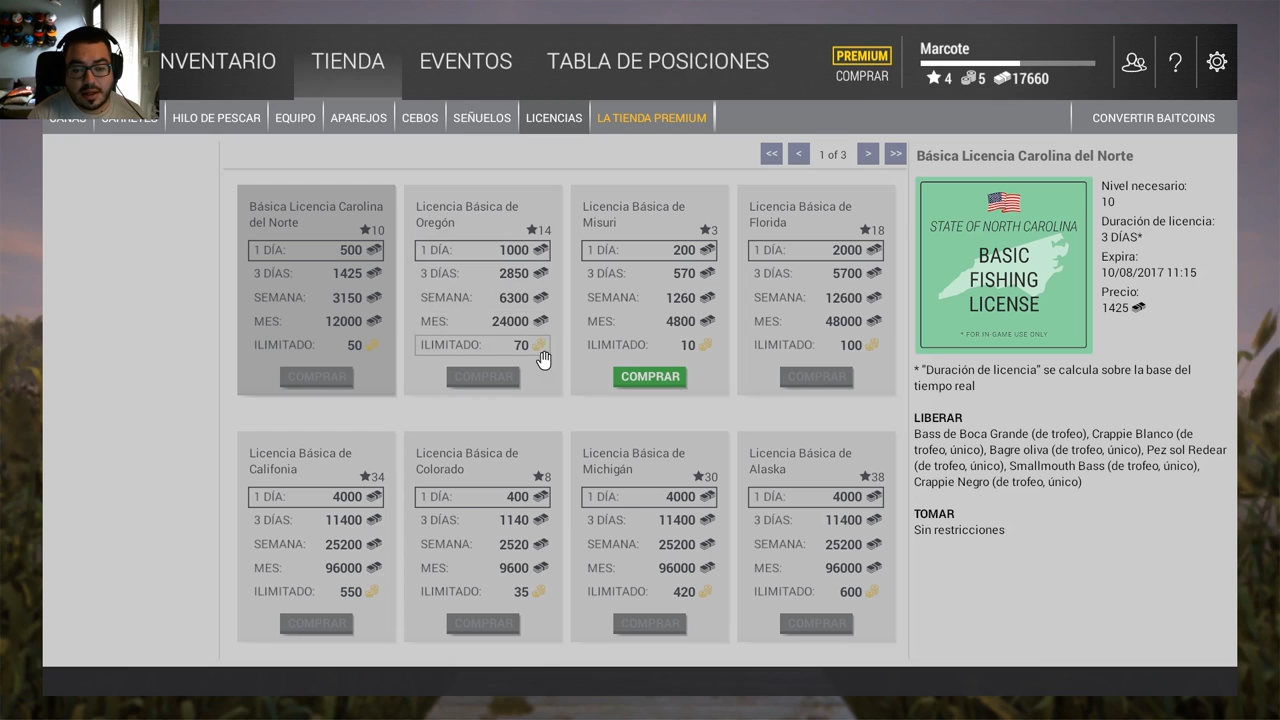 NVENTARIO
TIENDA
EVENTOS
TABLA DE POSICIONES
PREMIUM
COMPRAR
Marcote
4
5
17660
HILO DE PESCAR
EQUIPO
APAREJOS
CEBOS
SEÑUELOS
LICENCIAS
LA TIENDA PREMIUM
CONVERTIR BAITCOINS
<< < 1 of 3 > >>
Básica Licencia Carolina
del Norte
10
1 DÍA: 500
3 DÍAS: 1425
SEMANA: 3150
MES: 12000
ILIMITADO: 50
COMPRAR
Licencia Básica de
Oregón
14
1 DÍA: 1000
3 DÍAS: 2850
SEMANA: 6300
MES: 24000
ILIMITADO: 70
COMPRAR
Licencia Básica de
Misuri
3
1 DÍA: 200
3 DÍAS: 570
SEMANA: 1260
MES: 4800
ILIMITADO: 10
COMPRAR
Licencia Básica de
Florida
18
1 DÍA: 2000
3 DÍAS: 5700
SEMANA: 12600
MES: 48000
ILIMITADO: 100
COMPRAR
Licencia Básica de
Califonia
34
1 DÍA: 4000
3 DÍAS: 11400
SEMANA: 25200
MES: 96000
ILIMITADO: 550
COMPRAR
Licencia Básica de
Colorado
8
1 DÍA: 400
3 DÍAS: 1140
SEMANA: 2520
MES: 9600
ILIMITADO: 35
COMPRAR
Licencia Básica de
Michigán
30
1 DÍA: 4000
3 DÍAS: 11400
SEMANA: 25200
MES: 96000
ILIMITADO: 420
COMPRAR
Licencia Básica de
Alaska
38
1 DÍA: 4000
3 DÍAS: 11400
SEMANA: 25200
MES: 96000
ILIMITADO: 600
COMPRAR
Básica Licencia Carolina del Norte
STATE OF NORTH CAROLINA
BASIC
FISHING
LICENSE
* FOR IN-GAME USE ONLY
Nivel necesario:
10
Duración de licencia:
3 DÍAS*
Expira:
10/08/2017 11:15
Precio:
1425
* "Duración de licencia" se calcula sobre la base del
tiempo real
LIBERAR
Bass de Boca Grande (de trofeo), Crappie Blanco (de
trofeo, único), Bagre oliva (de trofeo, único), Pez sol Redear
(de trofeo, único), Smallmouth Bass (de trofeo, único),
Crappie Negro (de trofeo, único)
TOMAR
Sin restricciones